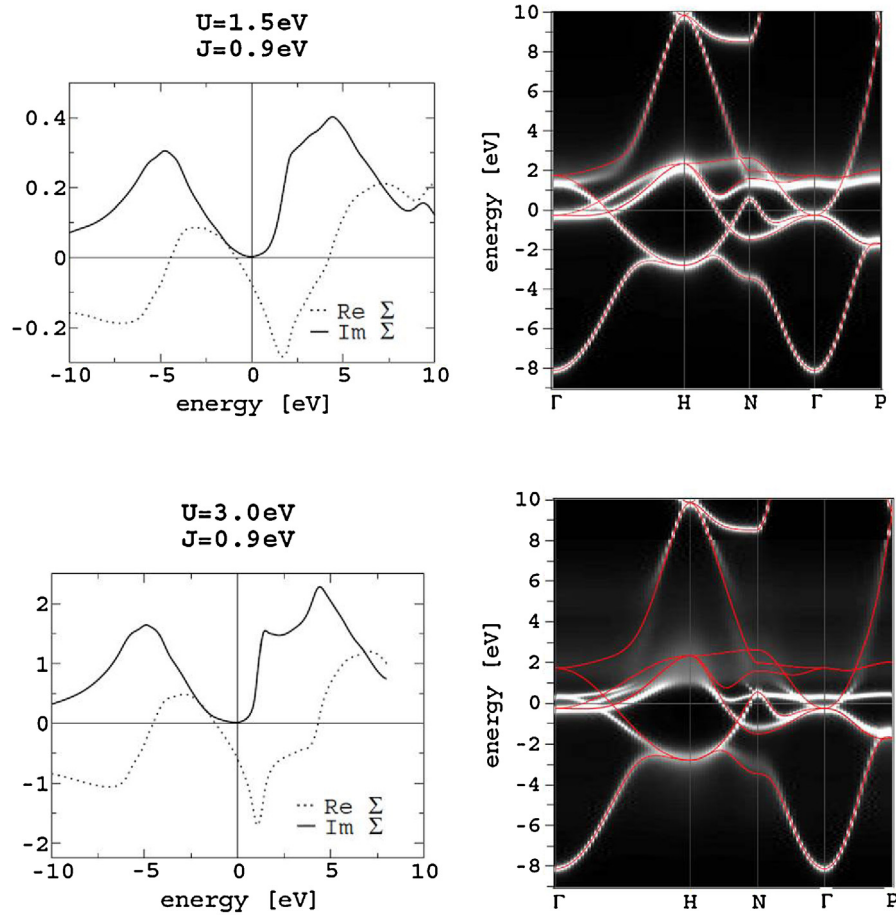 U=1.5eV
J=0.9eV
0.4
0.2
0
-0.2
Re Σ
Im Σ
-10 -5 0 5 10
energy [eV]
10
8
6
4
2
0
-2
-4
-6
-8
energy [eV]
Γ H N Γ P
U=3.0eV
J=0.9eV
2
1
0
-1
-2
Re Σ
Im Σ
-10 -5 0 5 10
energy [eV]
10
8
6
4
2
0
-2
-4
-6
-8
energy [eV]
Γ H N Γ P